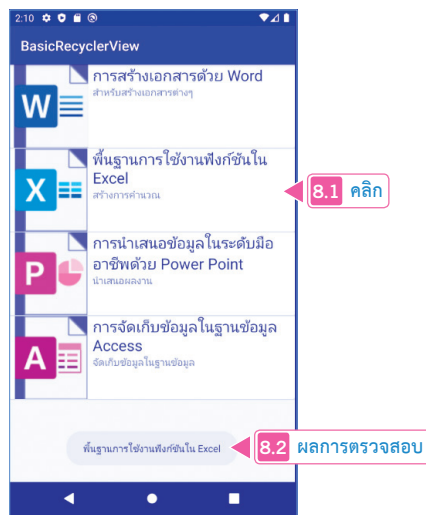 2:10
BasicRecyclerView
W
การสร้างเอกสารด้วย Word
สำหรับสร้างเอกสารต่างๆ
X
พื้นฐานการใช้งานฟังก์ชันใน
Excel
สร้างการคำนวณ
8.1 คลิก
P
การนำเสนอข้อมูลในระดับมือ
อาชีพด้วย Power Point
นำเสนอผลงาน
A
การจัดเก็บข้อมูลในฐานข้อมูล
Access
จัดเก็บข้อมูลในฐานข้อมูล
พื้นฐานการใช้งานฟังก์ชันใน Excel
8.2 ผลการตรวจสอบ